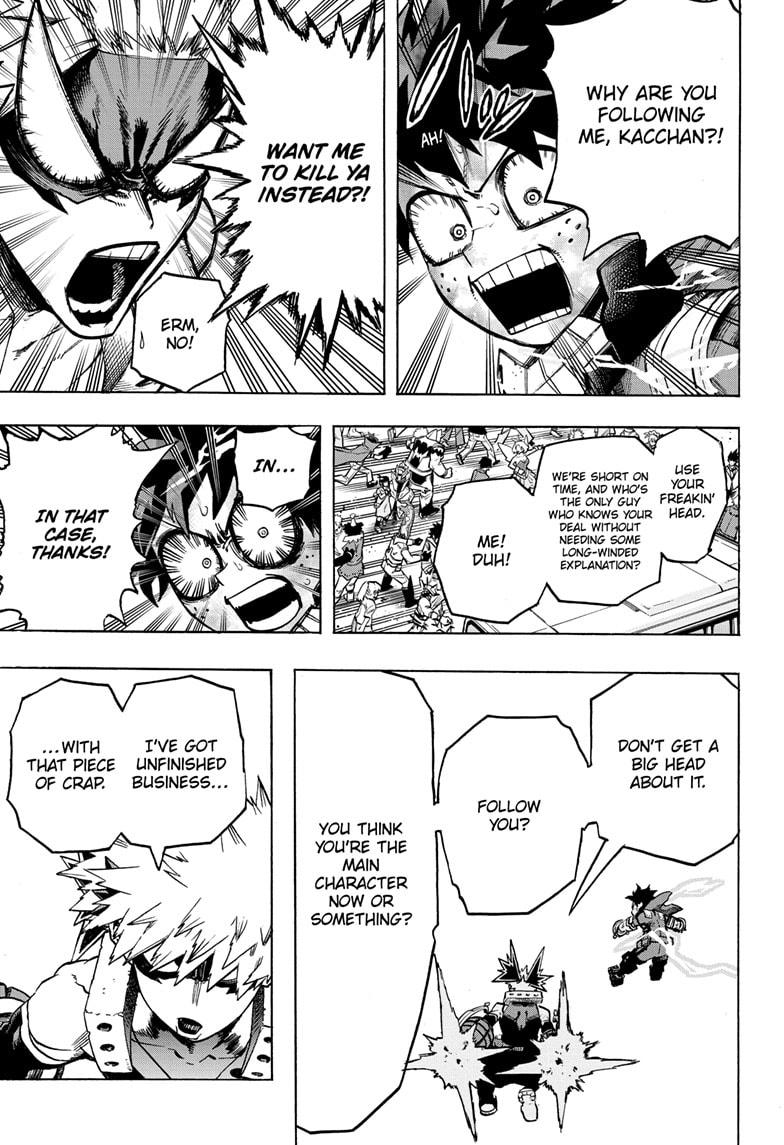 WHY ARE YOU
FOLLOWING
ME, KACCHAN?!
AH!
WANT ME
TO KILL YA
INSTEAD?!
ERM,
NO!
USE
YOUR
FREAKIN'
HEAD.
WE'RE SHORT ON
TIME, AND WHO'S
THE ONLY GUY
WHO KNOWS YOUR
DEAL WITHOUT
NEEDING SOME
LONG-WINDED
EXPLANATION?
ME!
DUH!
IN...
IN THAT
CASE,
THANKS!
DON'T GET A
BIG HEAD
ABOUT IT.
FOLLOW
YOU?
YOU THINK
YOU'RE THE
MAIN
CHARACTER
NOW OR
SOMETHING?
I'VE GOT
UNFINISHED
BUSINESS...
...WITH
THAT PIECE
OF CRAP.